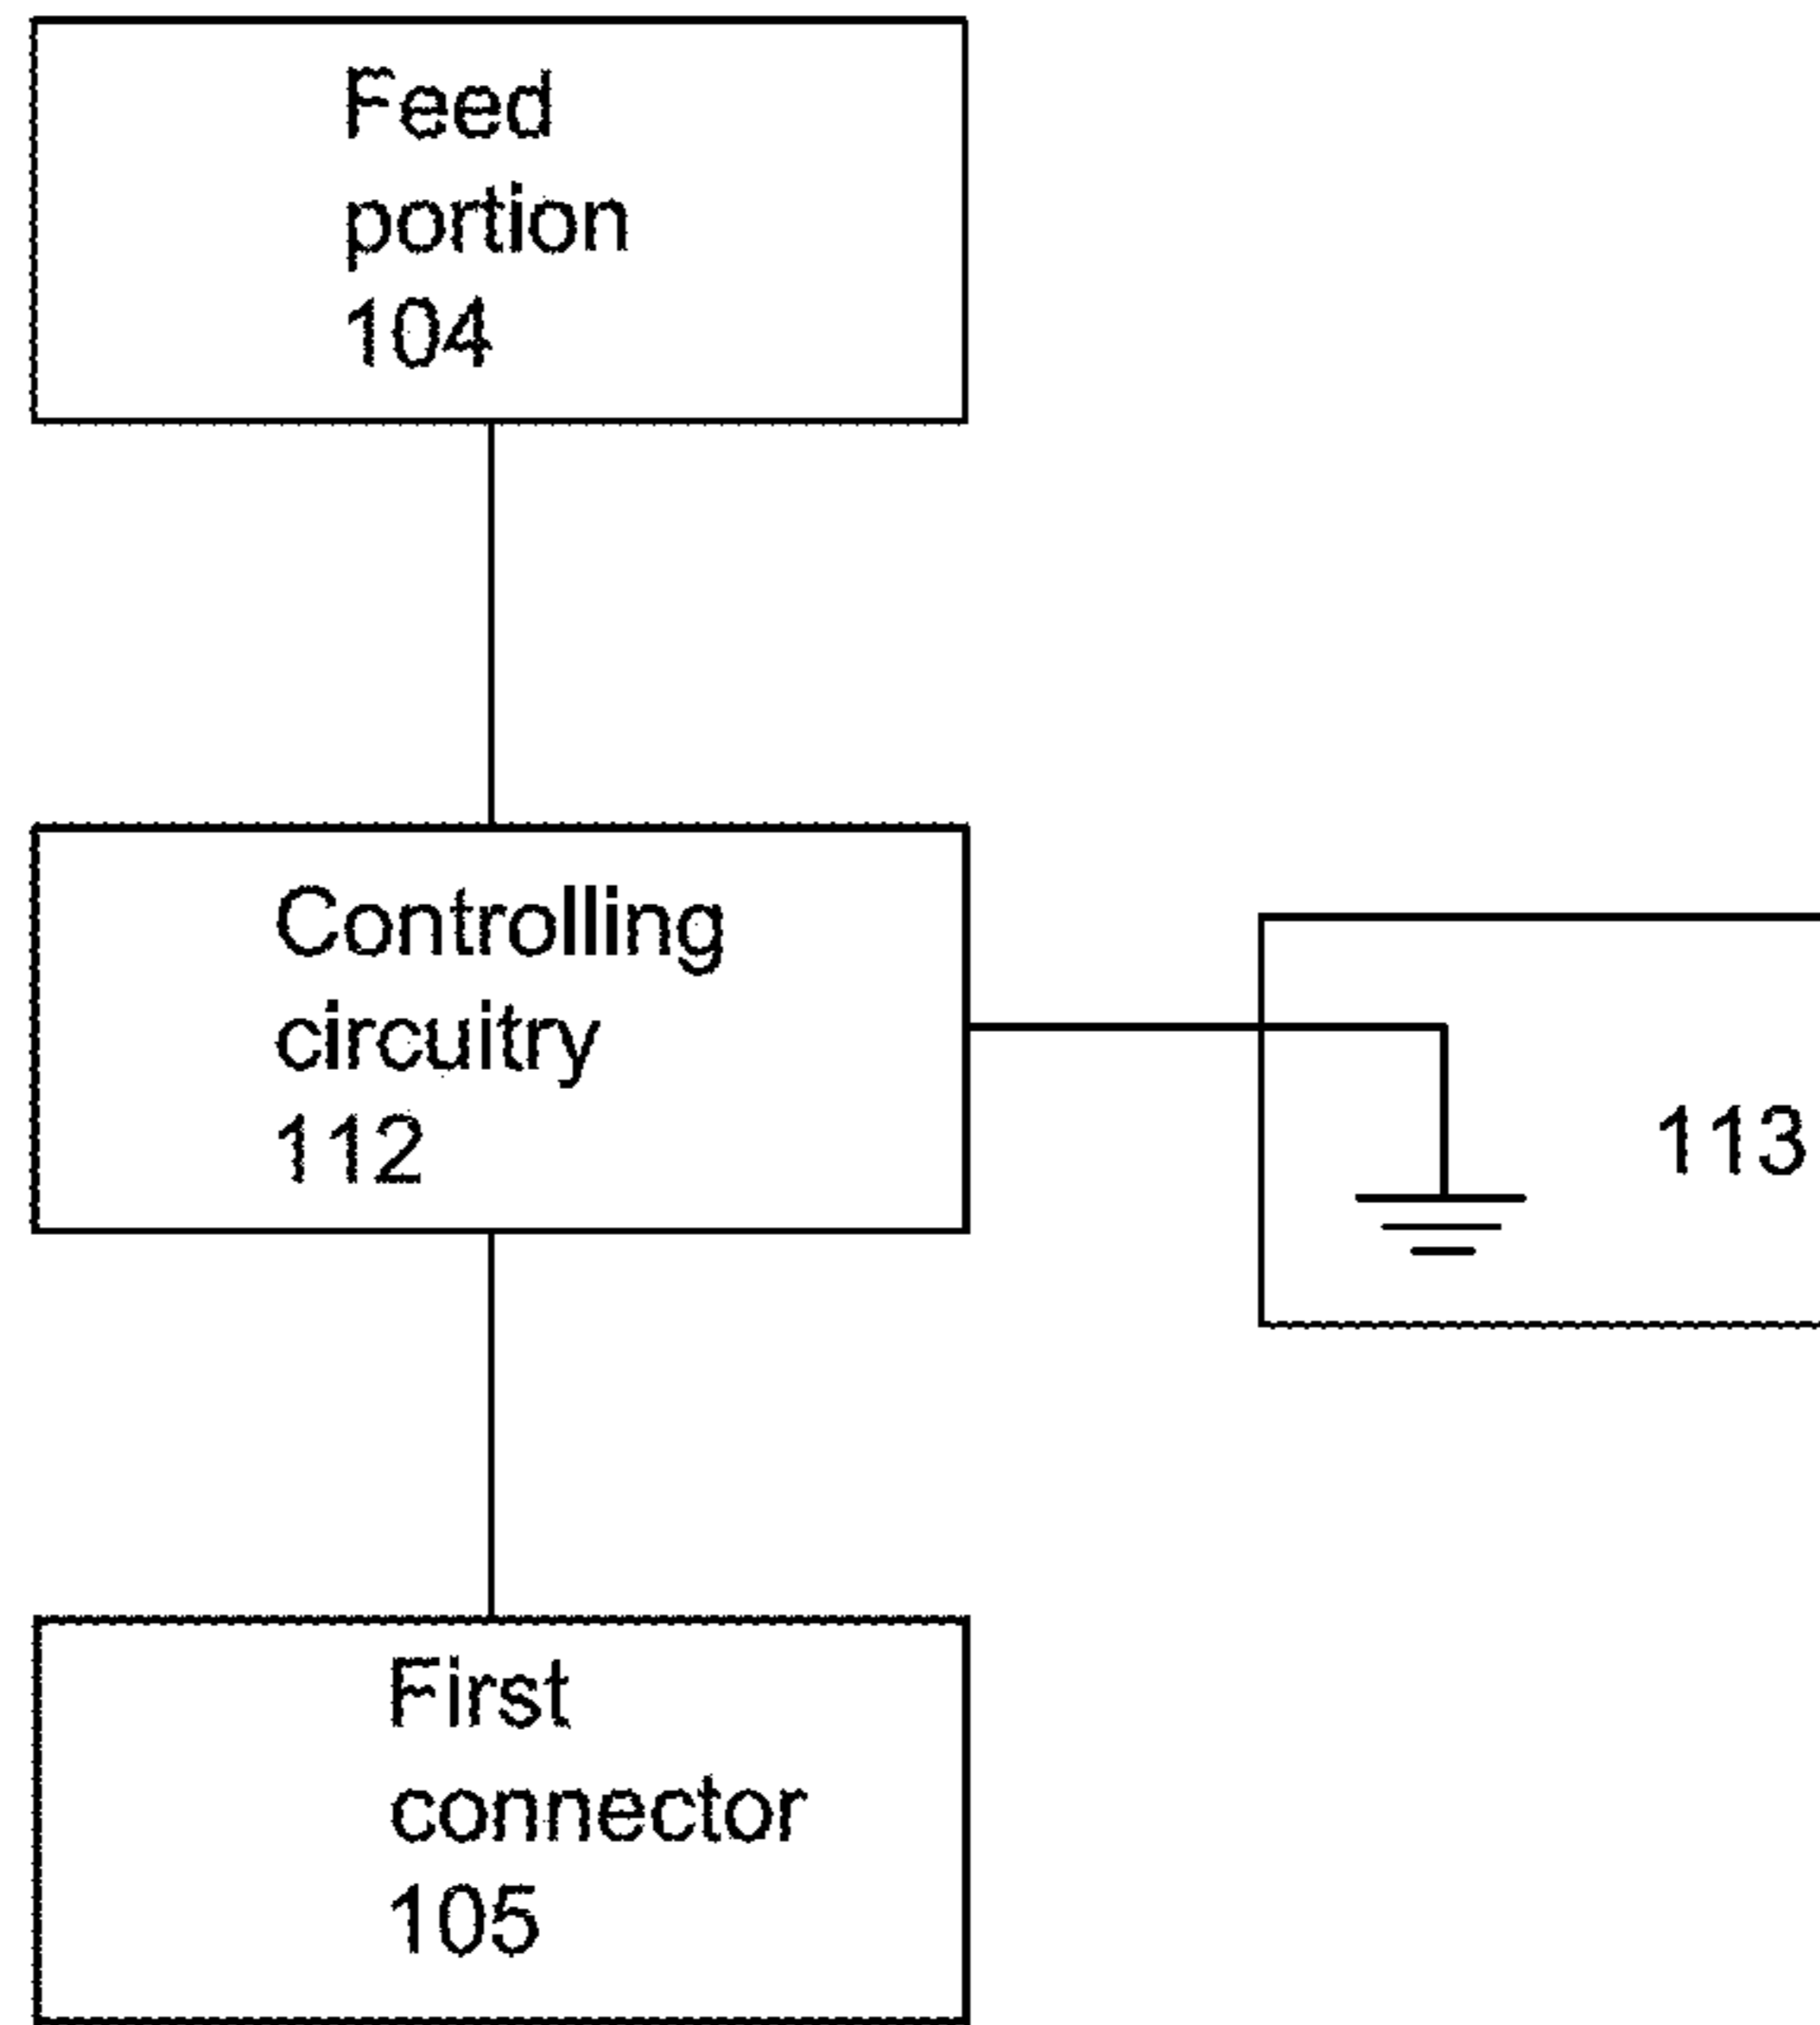 Feed
portion
104
Controlling
circuitry
112
113
First
connector
105